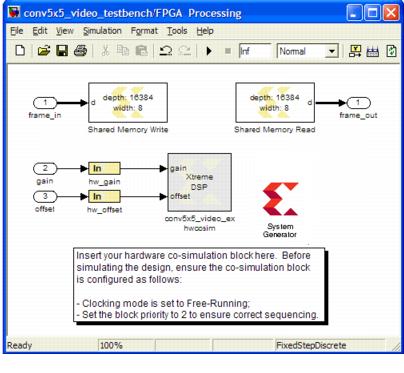 conv5x5_video_testbench/FPGA Processing
File Edit View Simulation Format Tools Help
Inf Normal
1 d depth: 16384 width: 8
frame_in
Shared Memory Write
depth: 16384 width: 8 d 1
Shared Memory Read
frame_out
2 In gain
gain hw_gain
Xtreme DSP
3 In offset
offset hw_offset
conv5x5_video_ex hwcosim
System Generator
Insert your hardware co-simulation block here. Before
simulating the design, ensure the co-simulation block
is configured as follows:
- Clocking mode is set to Free-Running;
- Set the block priority to 2 to ensure correct sequencing.
Ready 100% FixedStepDiscrete